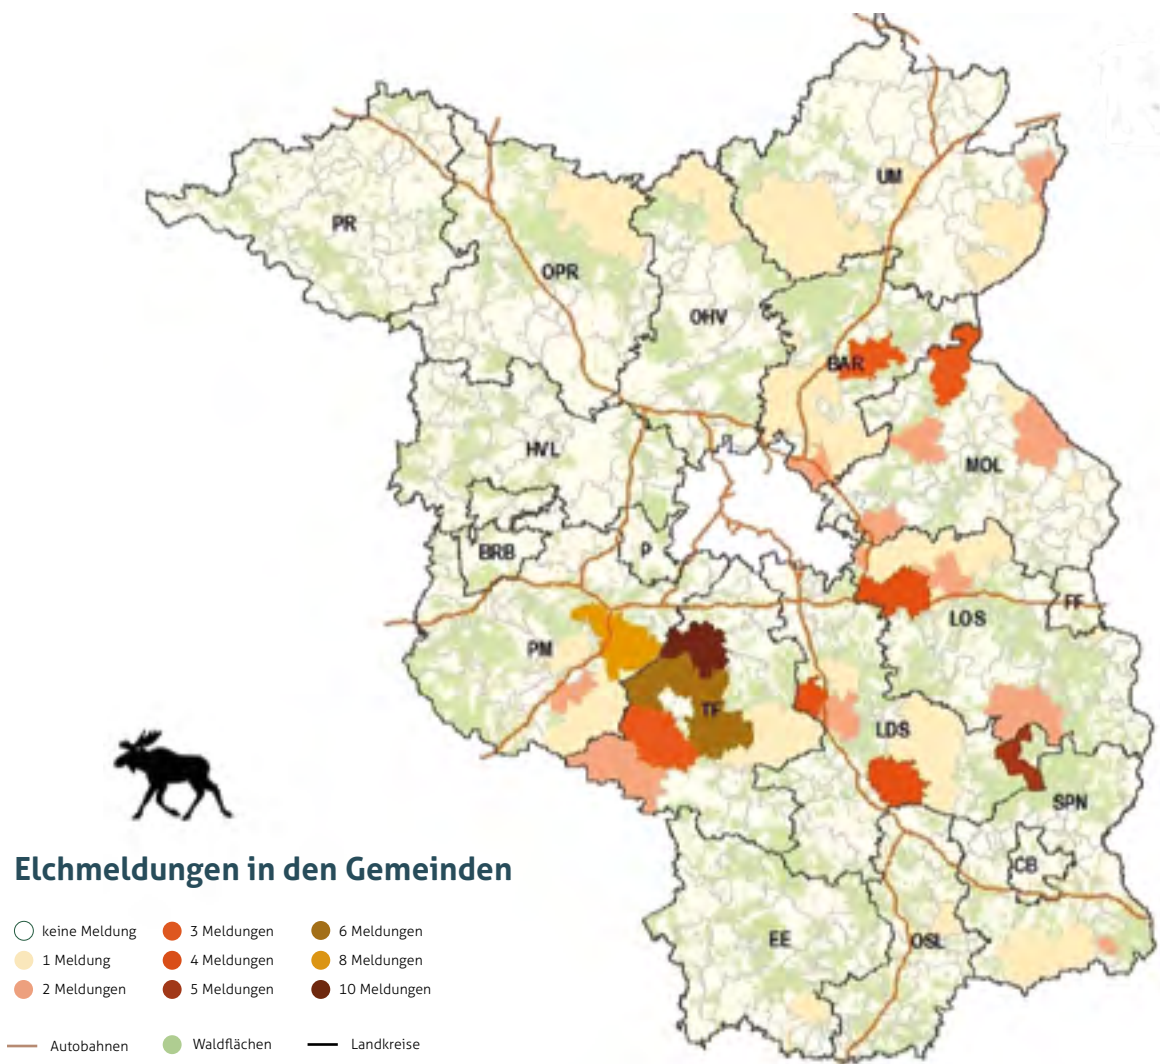 UM
PR
OPR
OHV
BAR
HVL
MOL
BRB
P
FF
LOS
PM
TF
LDS
SPN
CB
EE
OSL
Elchmeldungen in den Gemeinden
keine Meldung 3 Meldungen 6 Meldungen
1 Meldung 4 Meldungen 8 Meldungen
2 Meldungen 5 Meldungen 10 Meldungen
Autobahnen Waldflächen Landkreise